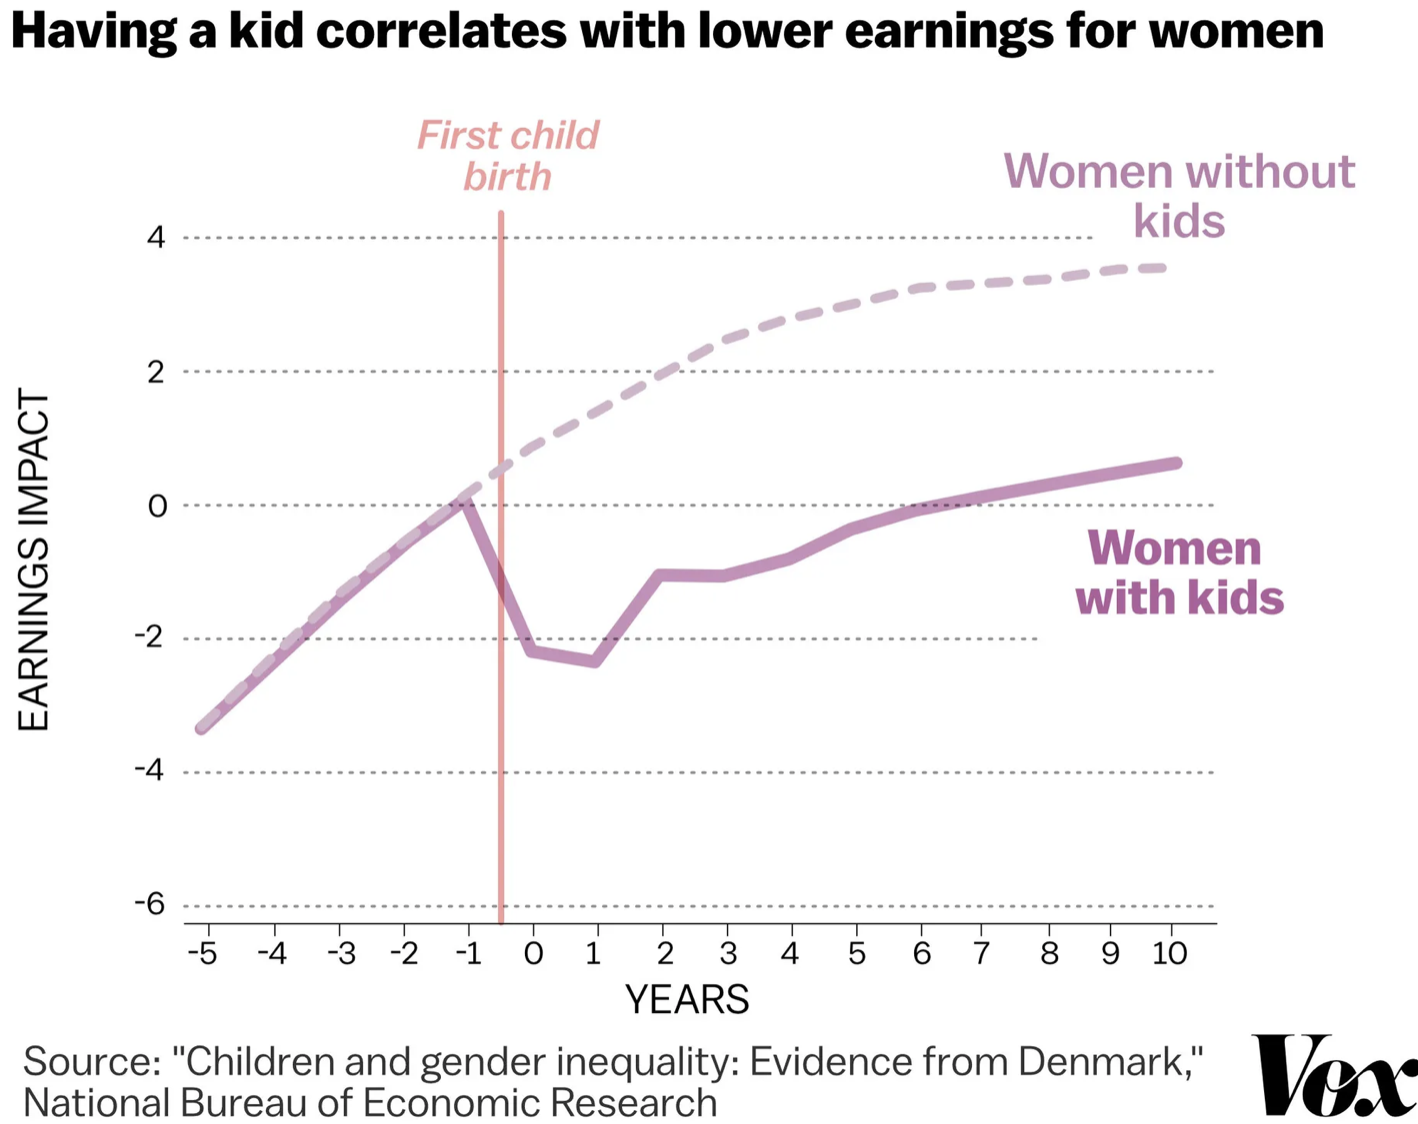 Having a kid correlates with lower earnings for women
First child
birth
Women without
kids
4
2
0
-2
-4
-6
EARNINGS IMPACT
Women
with kids
-5 -4 -3 -2 -1 0 1 2 3 4 5 6 7 8 9 10
YEARS
Source: "Children and gender inequality: Evidence from Denmark,"
National Bureau of Economic Research
Vox